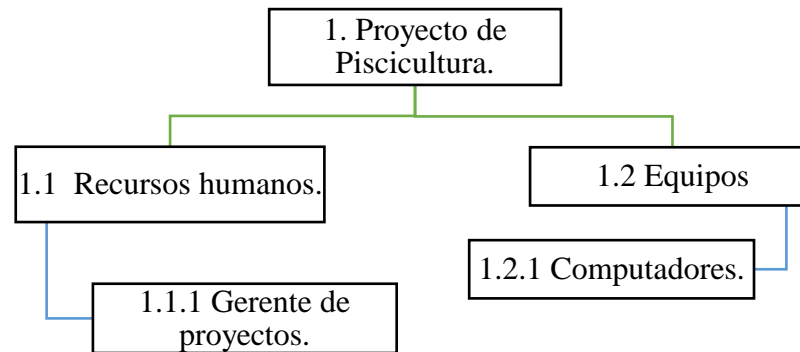 1. Proyecto de
Piscicultura.
1.1 Recursos humanos.
1.2 Equipos
1.2.1 Computadores.
1.1.1 Gerente de
proyectos.